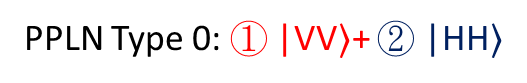 PPLN Type 0: ① |VV⟩+ ② |HH⟩